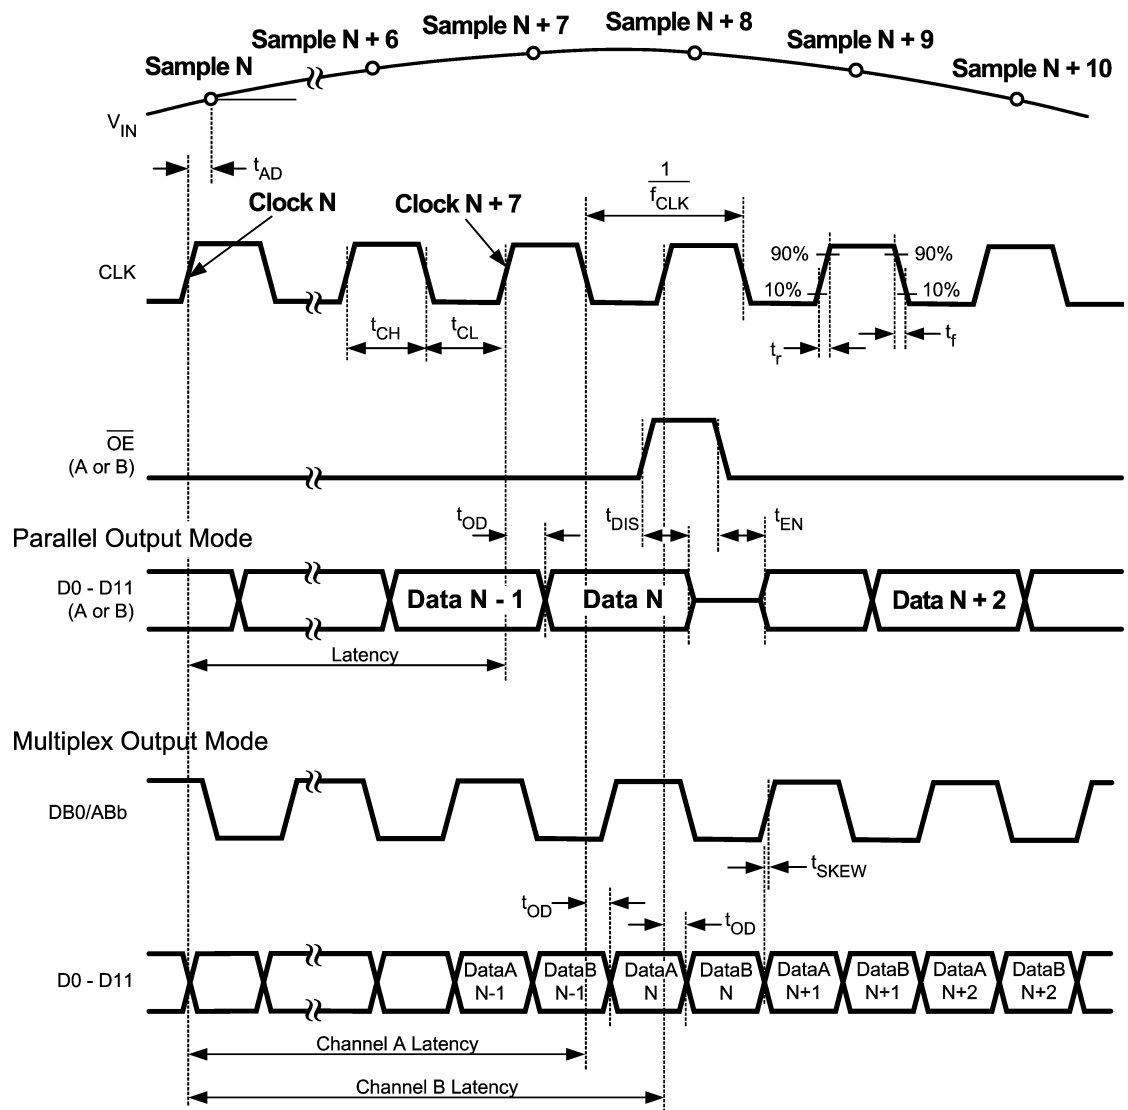 Sample N
Sample N + 6
Sample N + 7
Sample N + 8
Sample N + 9
Sample N + 10
VIN
tAD
Clock N
Clock N + 7
1
fCLK
CLK
90%
90%
10%
10%
tCH
tCL
tr
tf
OE
(A or B)
tOD
tDIS
tEN
Parallel Output Mode
D0 - D11
(A or B)
Data N - 1
Data N
Data N + 2
Latency
Multiplex Output Mode
DB0/ABb
tSKEW
tOD
tOD
D0 - D11
DataA
N-1
DataB
N-1
DataA
N
DataB
N
DataA
N+1
DataB
N+1
DataA
N+2
DataB
N+2
Channel A Latency
Channel B Latency